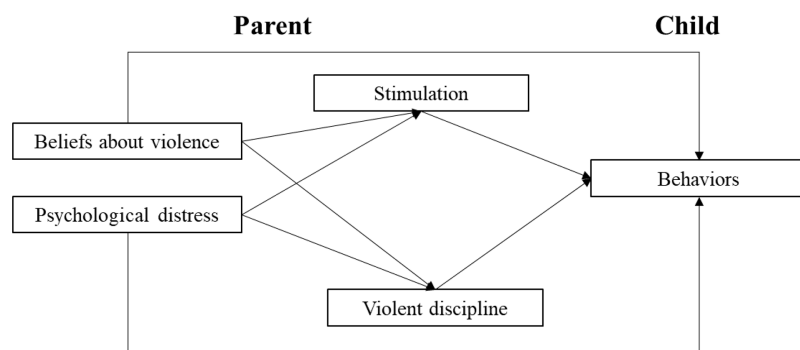 Parent
Child
Stimulation
Beliefs about violence
Behaviors
Psychological distress
Violent discipline